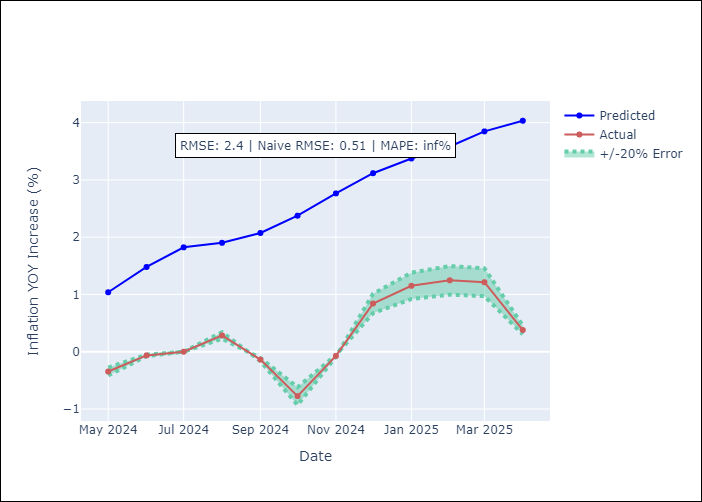 RMSE: 2.4 | Naive RMSE: 0.51 | MAPE: inf%
Predicted
Actual
+/-20% Error
Inflation YOY Increase (%)
4
3
2
1
0
−1
May 2024 Jul 2024 Sep 2024 Nov 2024 Jan 2025 Mar 2025
Date